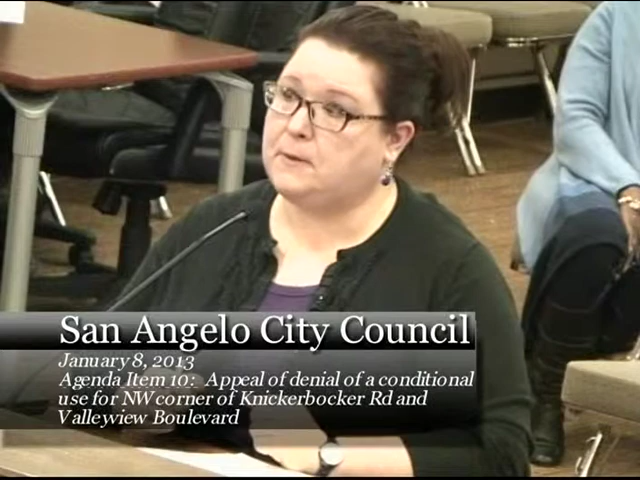 San Angelo City Council
January 8, 2013
Agenda Item 10:  Appeal of denial of a conditional
use for NW corner of Knickerbocker Rd and
Valleyview Boulevard